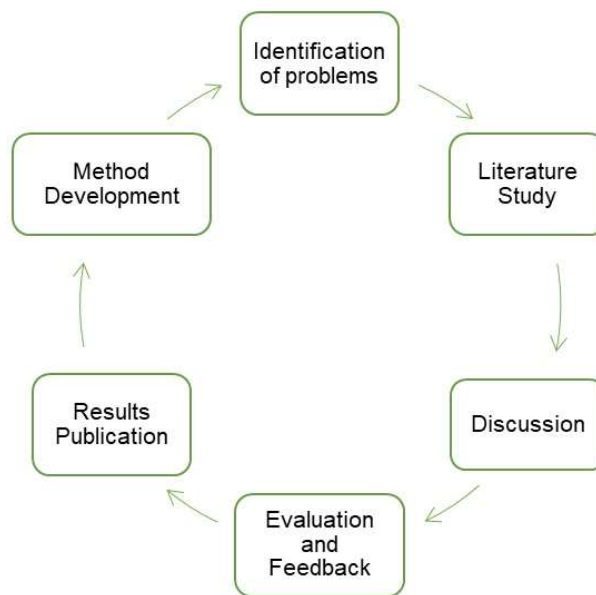 Identification
of problems
Literature
Study
Discussion
Evaluation
and
Feedback
Results
Publication
Method
Development